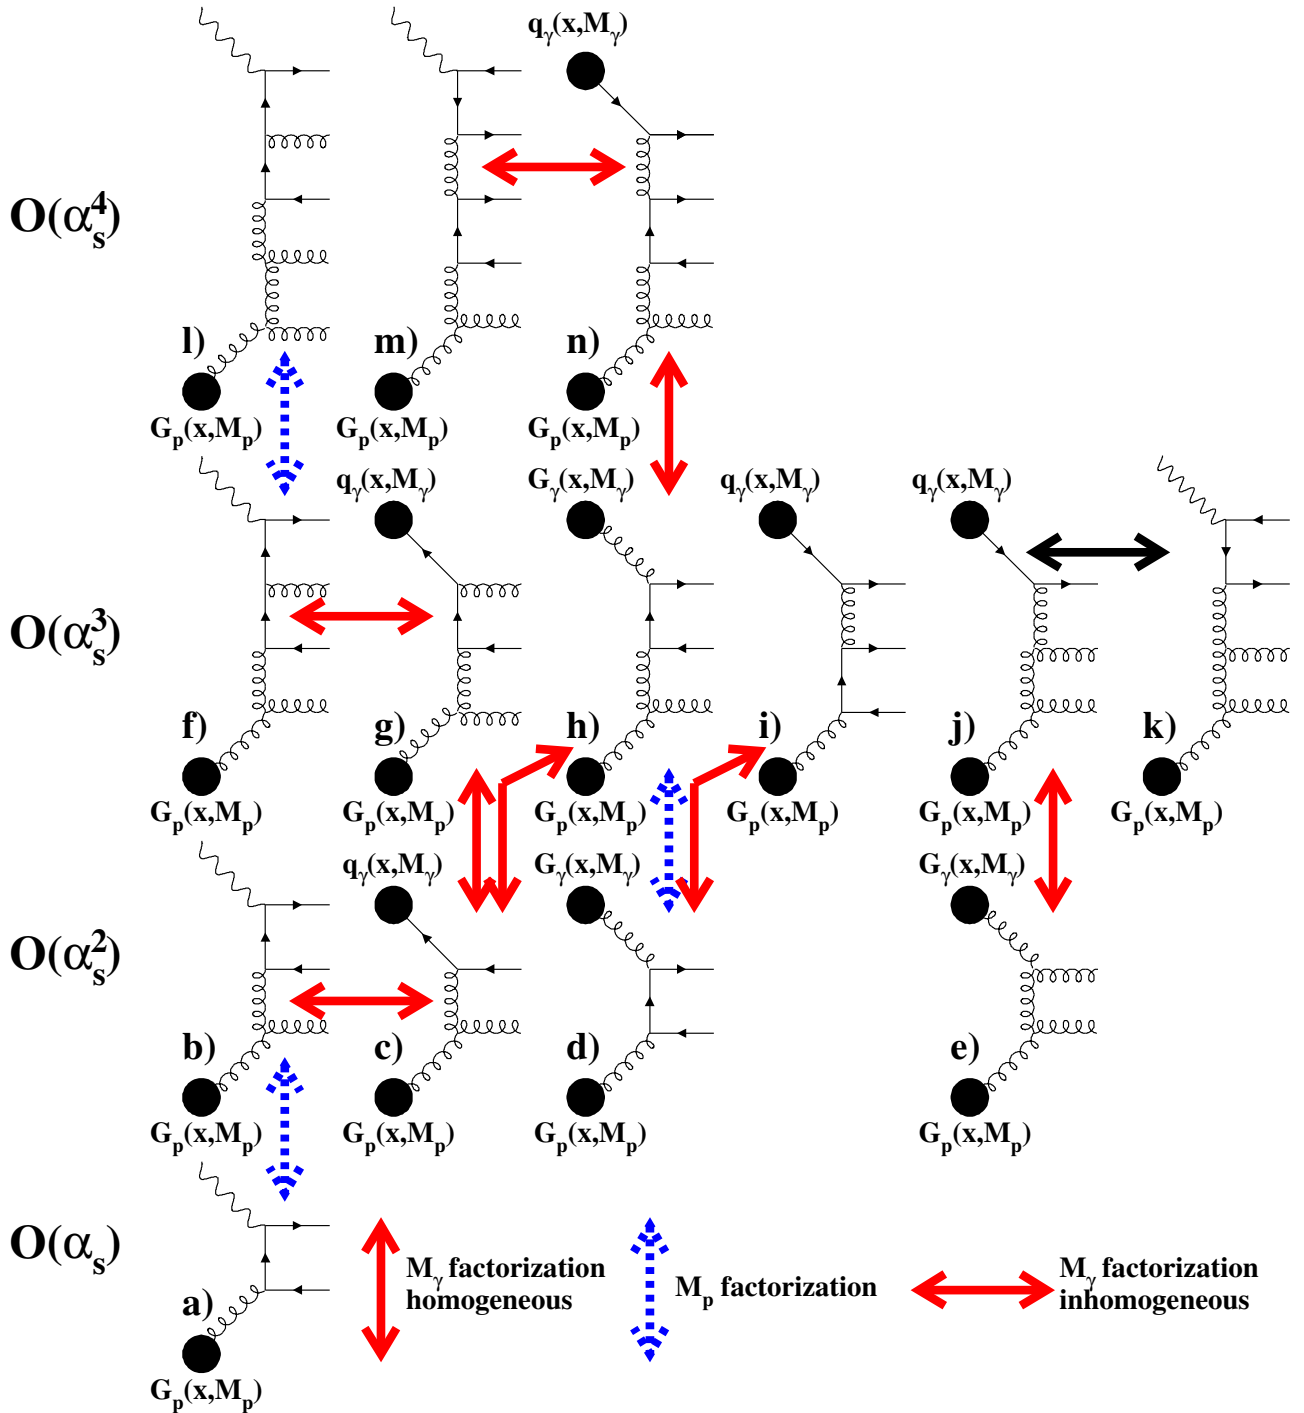 q_γ(x,M_γ)
O(α_s^4)
l) m) n)
G_p(x,M_p) G_p(x,M_p) G_p(x,M_p)
q_γ(x,M_γ) G_γ(x,M_γ) q_γ(x,M_γ) q_γ(x,M_γ)
O(α_s^3)
f) g) h) i) j) k)
G_p(x,M_p) G_p(x,M_p) G_p(x,M_p) G_p(x,M_p) G_p(x,M_p) G_p(x,M_p)
q_γ(x,M_γ) G_γ(x,M_γ) G_γ(x,M_γ)
O(α_s^2)
b) c) d) e)
G_p(x,M_p) G_p(x,M_p) G_p(x,M_p) G_p(x,M_p)
O(α_s)
a)
G_p(x,M_p)
M_γ factorization
homogeneous
M_p factorization
M_γ factorization
inhomogeneous